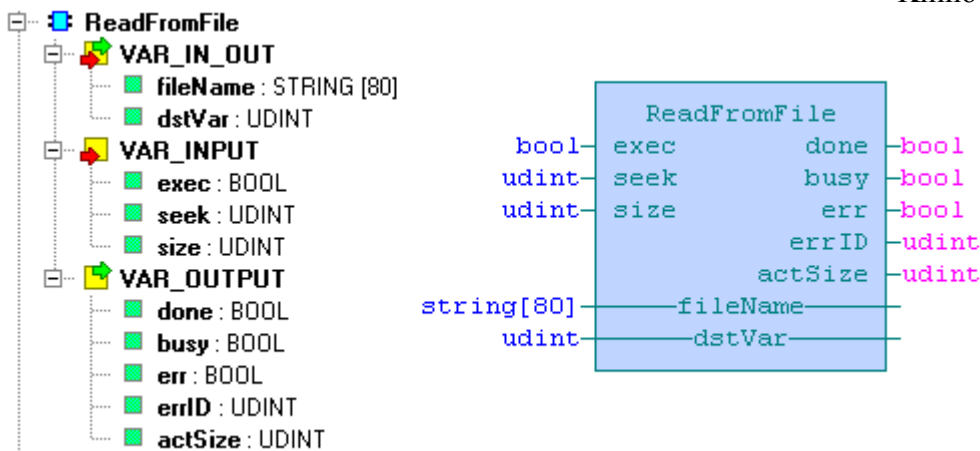 ReadFromFile
VAR_IN_OUT
fileName : STRING [80]
dstVar : UDINT
VAR_INPUT
exec : BOOL
seek : UDINT
size : UDINT
VAR_OUTPUT
done : BOOL
busy : BOOL
err : BOOL
errID : UDINT
actSize : UDINT
ReadFromFile
bool exec done bool
udint seek busy bool
udint size err bool
errID udint
actSize udint
string[80] fileName
udint dstVar